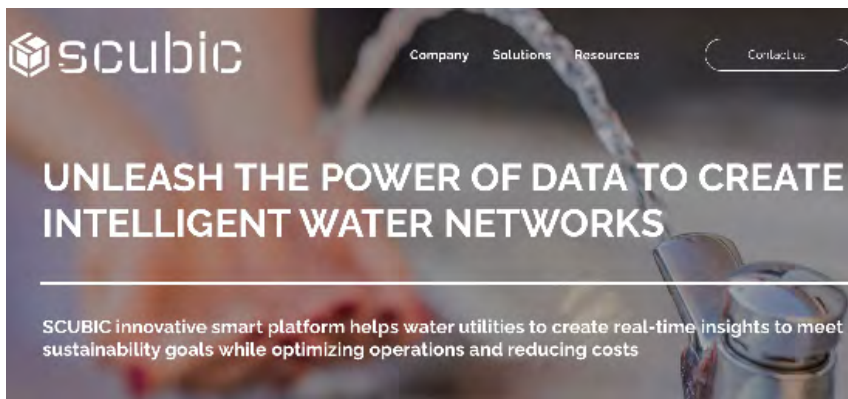 scubic
Company Solutions Resources Contact us
UNLEASH THE POWER OF DATA TO CREATE
INTELLIGENT WATER NETWORKS
SCUBIC innovative smart platform helps water utilities to create real-time insights to meet
sustainability goals while optimizing operations and reducing costs